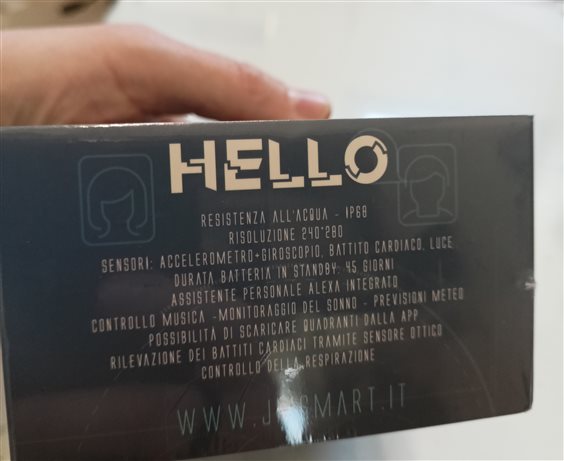 HELLO
RESISTENZA ALL'ACQUA - IP68
RISOLUZIONE 240*280
SENSORI: ACCELEROMETRO+GIROSCOPIO, BATTITO CARDIACO, LUCE
DURATA BATTERIA IN STANDBY: 45 GIORNI
ASSISTENTE PERSONALE ALEXA INTEGRATO
CONTROLLO MUSICA -MONITORAGGIO DEL SONNO - PREVISIONI METEO
POSSIBILITÀ DI SCARICARE QUADRANTI DALLA APP
RILEVAZIONE DEI BATTITI CARDIACI TRAMITE SENSORE OTTICO
CONTROLLO DELLA RESPIRAZIONE